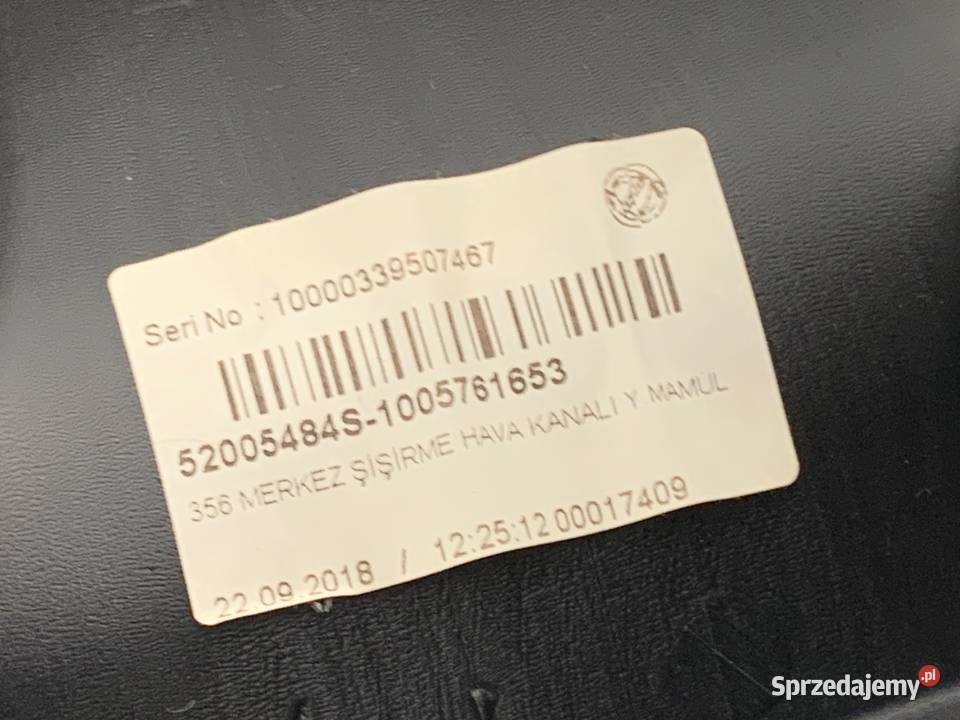 Seri No : 10000339507467
52005484S-1005761653
356 MERKEZ ŞİŞİRME HAVA KANALI Y MAMÜL
22.09.2018 / 12:25:12 00017409
Sprzedajemy.pl